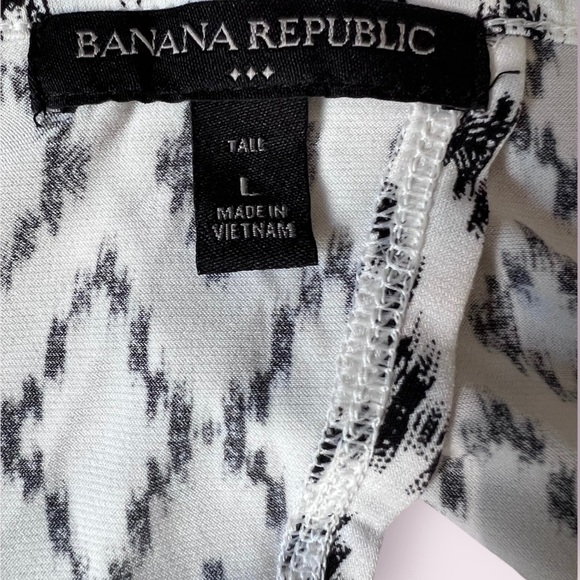 BANANA REPUBLIC
TALL
L
MADE IN
VIETNAM